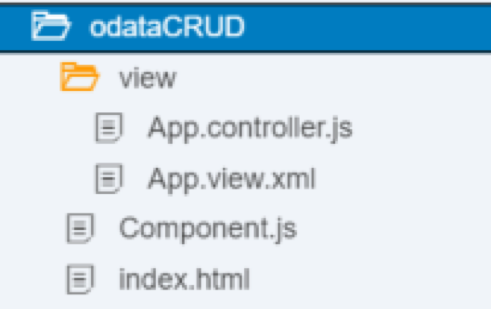 odataCRUD
view
App.controller.js
App.view.xml
Component.js
index.html